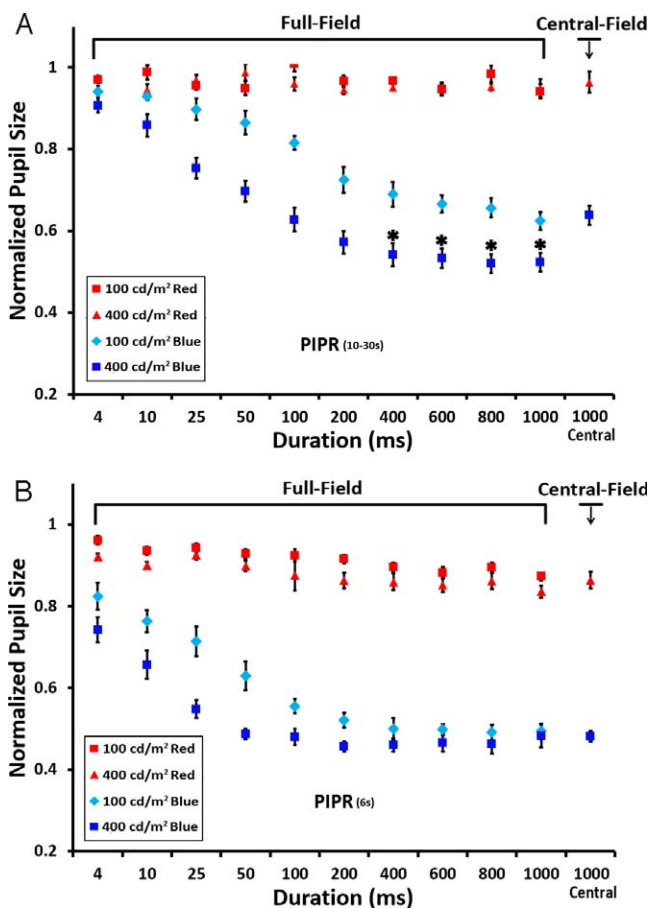 A
Full-Field
Central-Field
Normalized Pupil Size
1
0.8
0.6
0.4
0.2
* * * *
100 cd/m² Red
400 cd/m² Red
100 cd/m² Blue
400 cd/m² Blue
PIPR (10-30s)
4 10 25 50 100 200 400 600 800 1000 1000
Central
Duration (ms)
B
Full-Field
Central-Field
Normalized Pupil Size
1
0.8
0.6
0.4
0.2
100 cd/m² Red
400 cd/m² Red
100 cd/m² Blue
400 cd/m² Blue
PIPR (6s)
4 10 25 50 100 200 400 600 800 1000 1000
Central
Duration (ms)